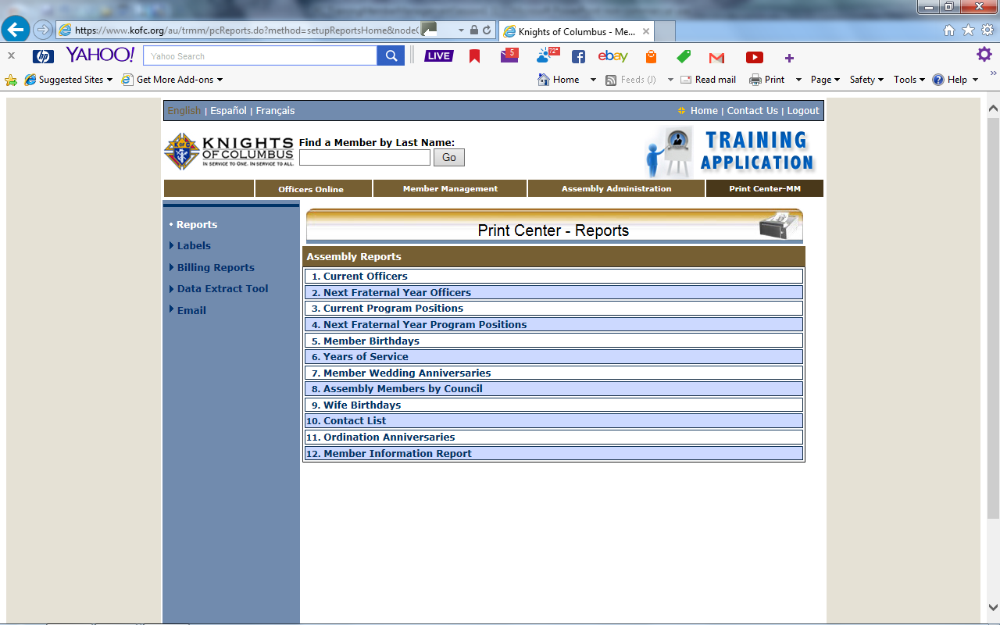 https://www.kofc.org/au/trmm/pcReports.do?method=setupReportsHome&node
Knights of Columbus - Me...
hp YAHOO! Yahoo Search LIVE 5 72° ebay
Suggested Sites Get More Add-ons Home Feeds (J) Read mail Print Page Safety Tools Help
English | Español | Français Home | Contact Us | Logout
KNIGHTS OF COLUMBUS
IN SERVICE TO ONE. IN SERVICE TO ALL.
Find a Member by Last Name:
Go
TRAINING
APPLICATION
Officers Online Member Management Assembly Administration Print Center-MM
Reports
Labels
Billing Reports
Data Extract Tool
Email
Print Center - Reports
Assembly Reports
1. Current Officers
2. Next Fraternal Year Officers
3. Current Program Positions
4. Next Fraternal Year Program Positions
5. Member Birthdays
6. Years of Service
7. Member Wedding Anniversaries
8. Assembly Members by Council
9. Wife Birthdays
10. Contact List
11. Ordination Anniversaries
12. Member Information Report